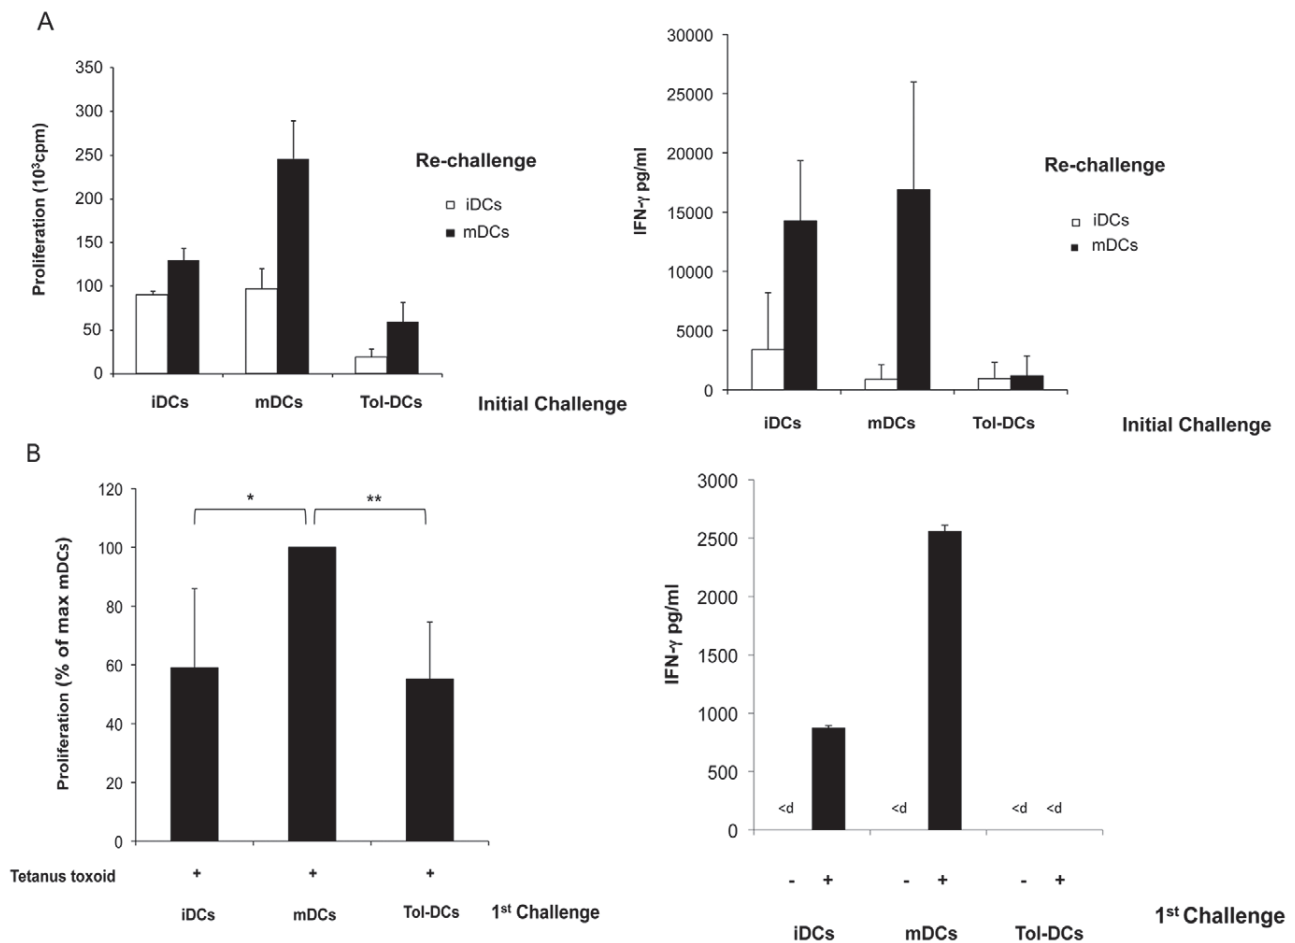 A
350
300
250
200
150
100
50
0
Proliferation (10³cpm)
Re-challenge
iDCs
mDCs
iDCs
mDCs
Tol-DCs
Initial Challenge
30000
25000
20000
15000
10000
5000
0
IFN-γ pg/ml
Re-challenge
iDCs
mDCs
iDCs
mDCs
Tol-DCs
Initial Challenge
B
120
100
80
60
40
20
0
Proliferation (% of max mDCs)
*
**
Tetanus toxoid + + +
iDCs
mDCs
Tol-DCs
1st Challenge
3000
2500
2000
1500
1000
500
0
IFN-γ pg/ml
<d <d <d <d
- + - + - +
iDCs
mDCs
Tol-DCs
1st Challenge